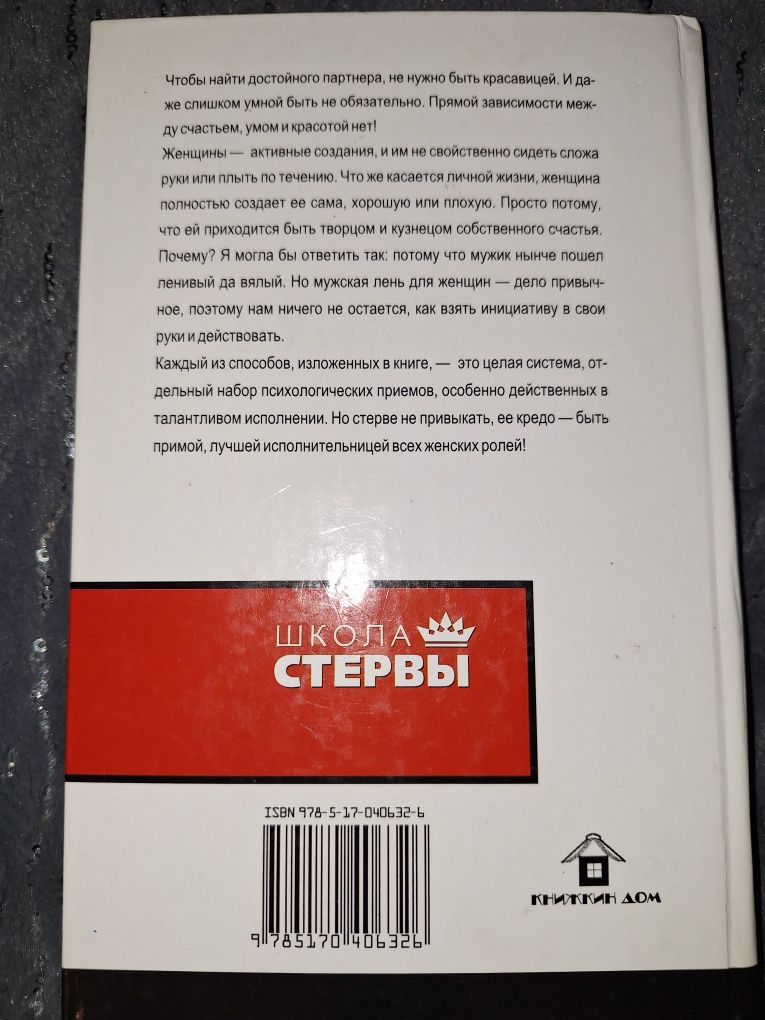 Чтобы найти достойного партнера, не нужно быть красавицей. И да-
же слишком умной быть не обязательно. Прямой зависимости меж-
ду счастьем, умом и красотой нет!
Женщины — активные создания, и им не свойственно сидеть сложа
руки или плыть по течению. Что же касается личной жизни, женщина
полностью создает ее сама, хорошую или плохую. Просто потому,
что ей приходится быть творцом и кузнецом собственного счастья.
Почему? Я могла бы ответить так: потому что мужик нынче пошел
ленивый да вялый. Но мужская лень для женщин — дело привыч-
ное, поэтому нам ничего не остается, как взять инициативу в свои
руки и действовать.
Каждый из способов, изложенных в книге, — это целая система, от-
дельный набор психологических приемов, особенно действенных в
талантливом исполнении. Но стерве не привыкать, ее кредо — быть
примой, лучшей исполнительницей всех женских ролей!
ШКОЛА
СТЕРВЫ
ISBN 978-5-17-040632-6
9 785170 406326
КНИЖКИН ДОМ